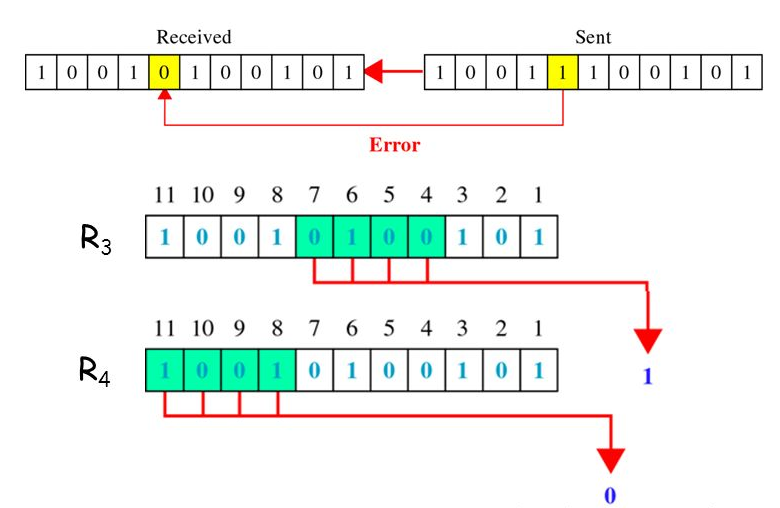 Received Sent
1 0 0 1 0 1 0 0 1 0 1 1 0 0 1 1 1 0 0 1 0 1
Error
11 10 9 8 7 6 5 4 3 2 1
R3 1 0 0 1 0 1 0 0 1 0 1
11 10 9 8 7 6 5 4 3 2 1
R4 1 0 0 1 0 1 0 0 1 0 1
1
0